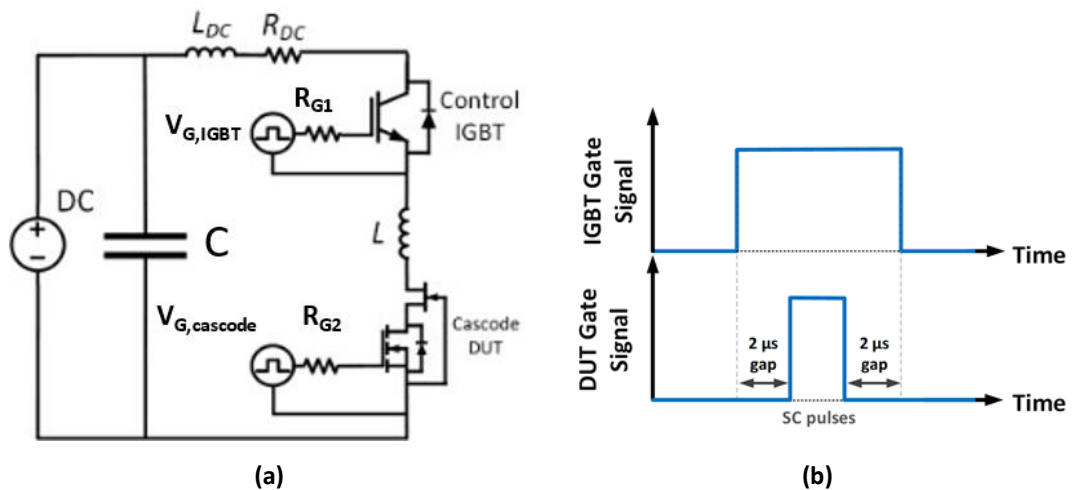 L_DC
R_DC
R_G1
V_G,IGBT
Control
IGBT
DC
C
L
V_G,cascode
R_G2
Cascode
DUT
(a)
IGBT Gate
Signal
Time
DUT Gate
Signal
2 µs
gap
2 µs
gap
SC pulses
Time
(b)